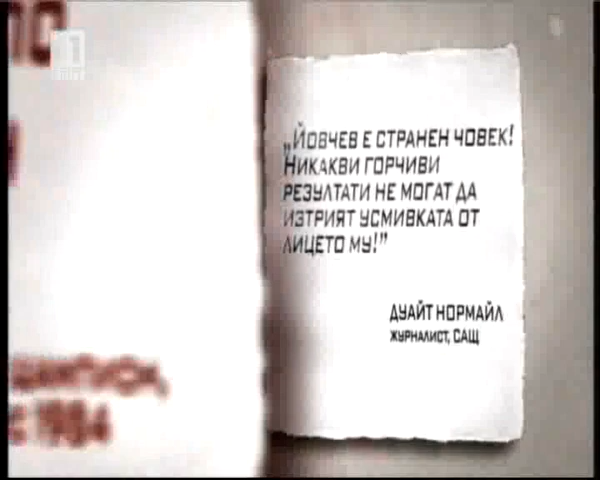 1
„Йовчев е странен човек!
Никакви горчиви
резултати не могат да
изтрият усмивката от
лицето му!”
Дуайт Нормайл
журналист, САЩ
1984